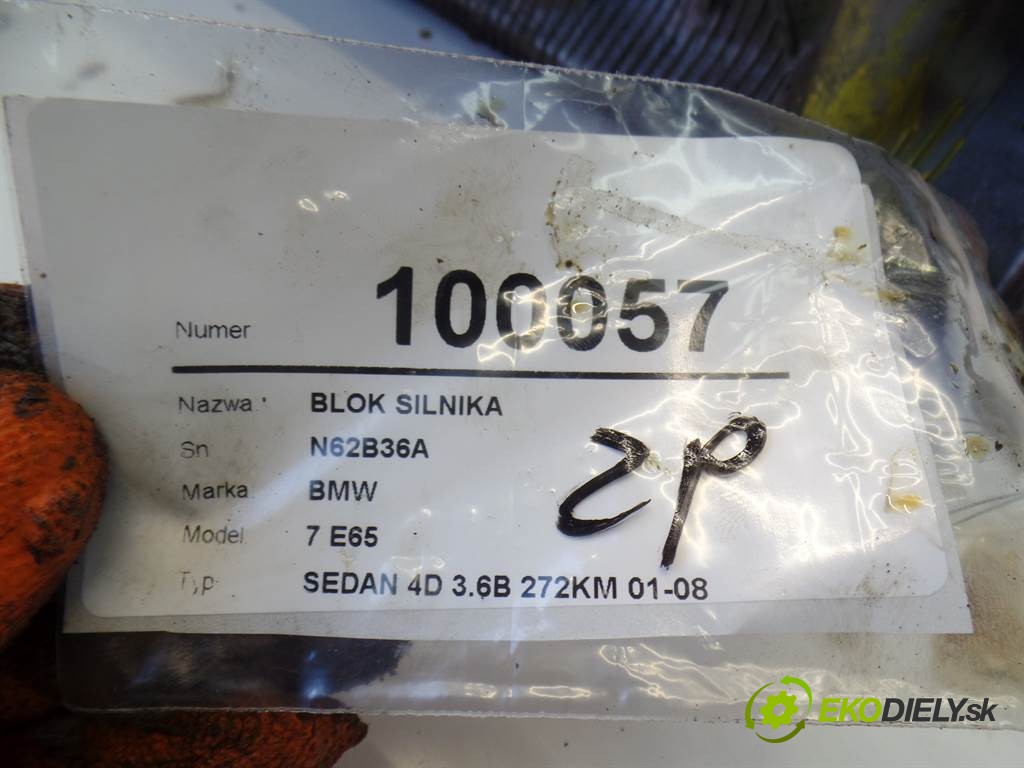 Numer 100057
Nazwa BLOK SILNIKA
Sn N62B36A
Marka BMW
Model 7 E65
Typ SEDAN 4D 3.6B 272KM 01-08
ZP
EKODIELY.sk